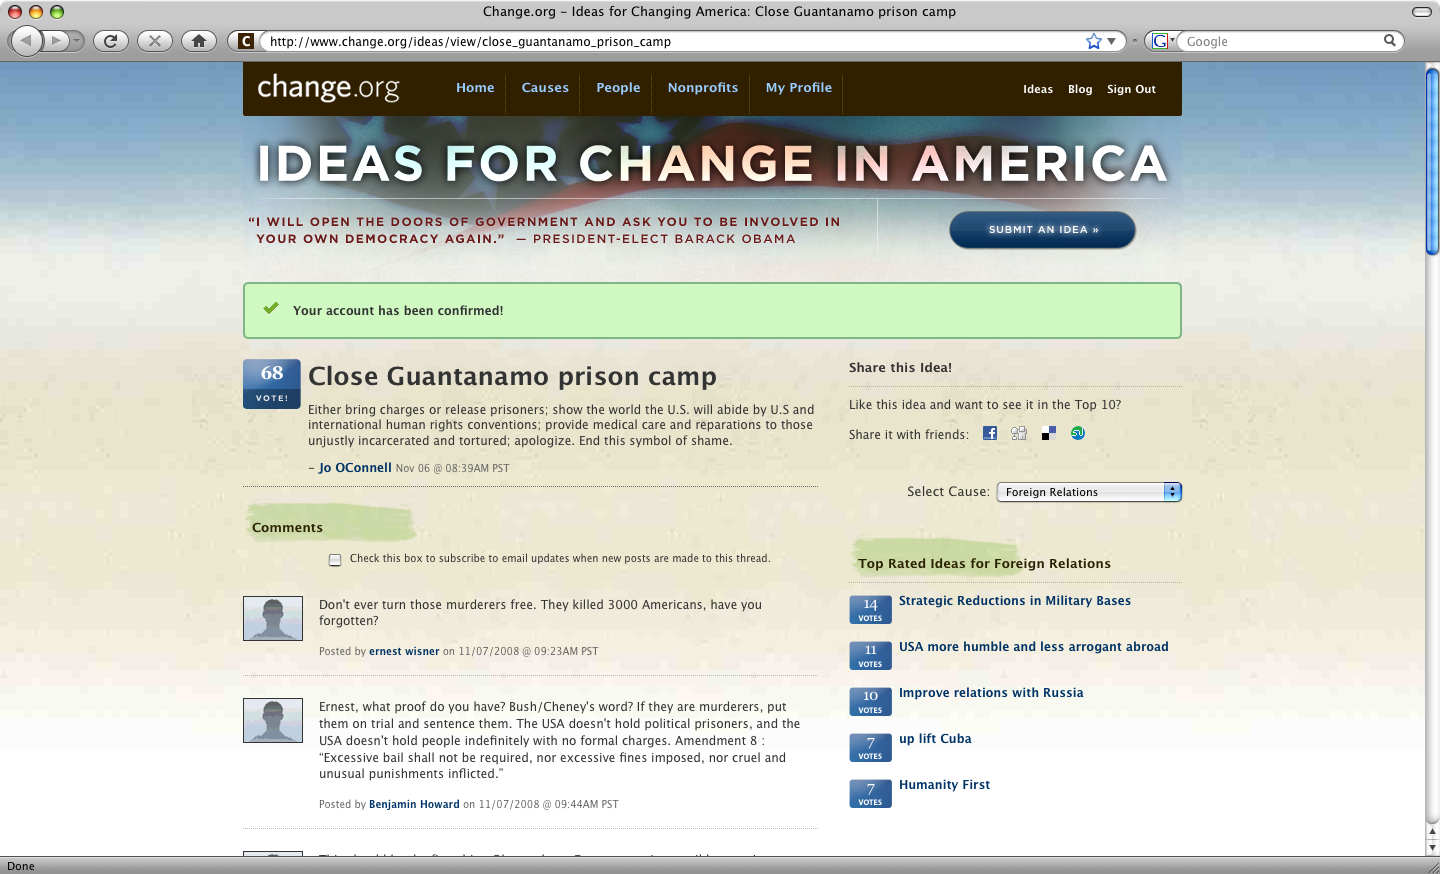 Change.org – Ideas for Changing America: Close Guantanamo prison camp
C http://www.change.org/ideas/view/close_guantanamo_prison_camp
G Google
change.org
Home Causes People Nonprofits My Profile
Ideas Blog Sign Out
IDEAS FOR CHANGE IN AMERICA
“I WILL OPEN THE DOORS OF GOVERNMENT AND ASK YOU TO BE INVOLVED IN
YOUR OWN DEMOCRACY AGAIN.” — PRESIDENT-ELECT BARACK OBAMA
SUBMIT AN IDEA »
Your account has been confirmed!
68
VOTE!
Close Guantanamo prison camp
Either bring charges or release prisoners; show the world the U.S. will abide by U.S and
international human rights conventions; provide medical care and reparations to those
unjustly incarcerated and tortured; apologize. End this symbol of shame.
– Jo OConnell Nov 06 @ 08:39AM PST
Comments
Check this box to subscribe to email updates when new posts are made to this thread.
Don't ever turn those murderers free. They killed 3000 Americans, have you
forgotten?
Posted by ernest wisner on 11/07/2008 @ 09:23AM PST
Ernest, what proof do you have? Bush/Cheney's word? If they are murderers, put
them on trial and sentence them. The USA doesn't hold political prisoners, and the
USA doesn't hold people indefinitely with no formal charges. Amendment 8 :
“Excessive bail shall not be required, nor excessive fines imposed, nor cruel and
unusual punishments inflicted.”
Posted by Benjamin Howard on 11/07/2008 @ 09:44AM PST
Share this Idea!
Like this idea and want to see it in the Top 10?
Share it with friends:
Select Cause: Foreign Relations
Top Rated Ideas for Foreign Relations
14 VOTES Strategic Reductions in Military Bases
11 VOTES USA more humble and less arrogant abroad
10 VOTES Improve relations with Russia
7 VOTES up lift Cuba
7 VOTES Humanity First
Done